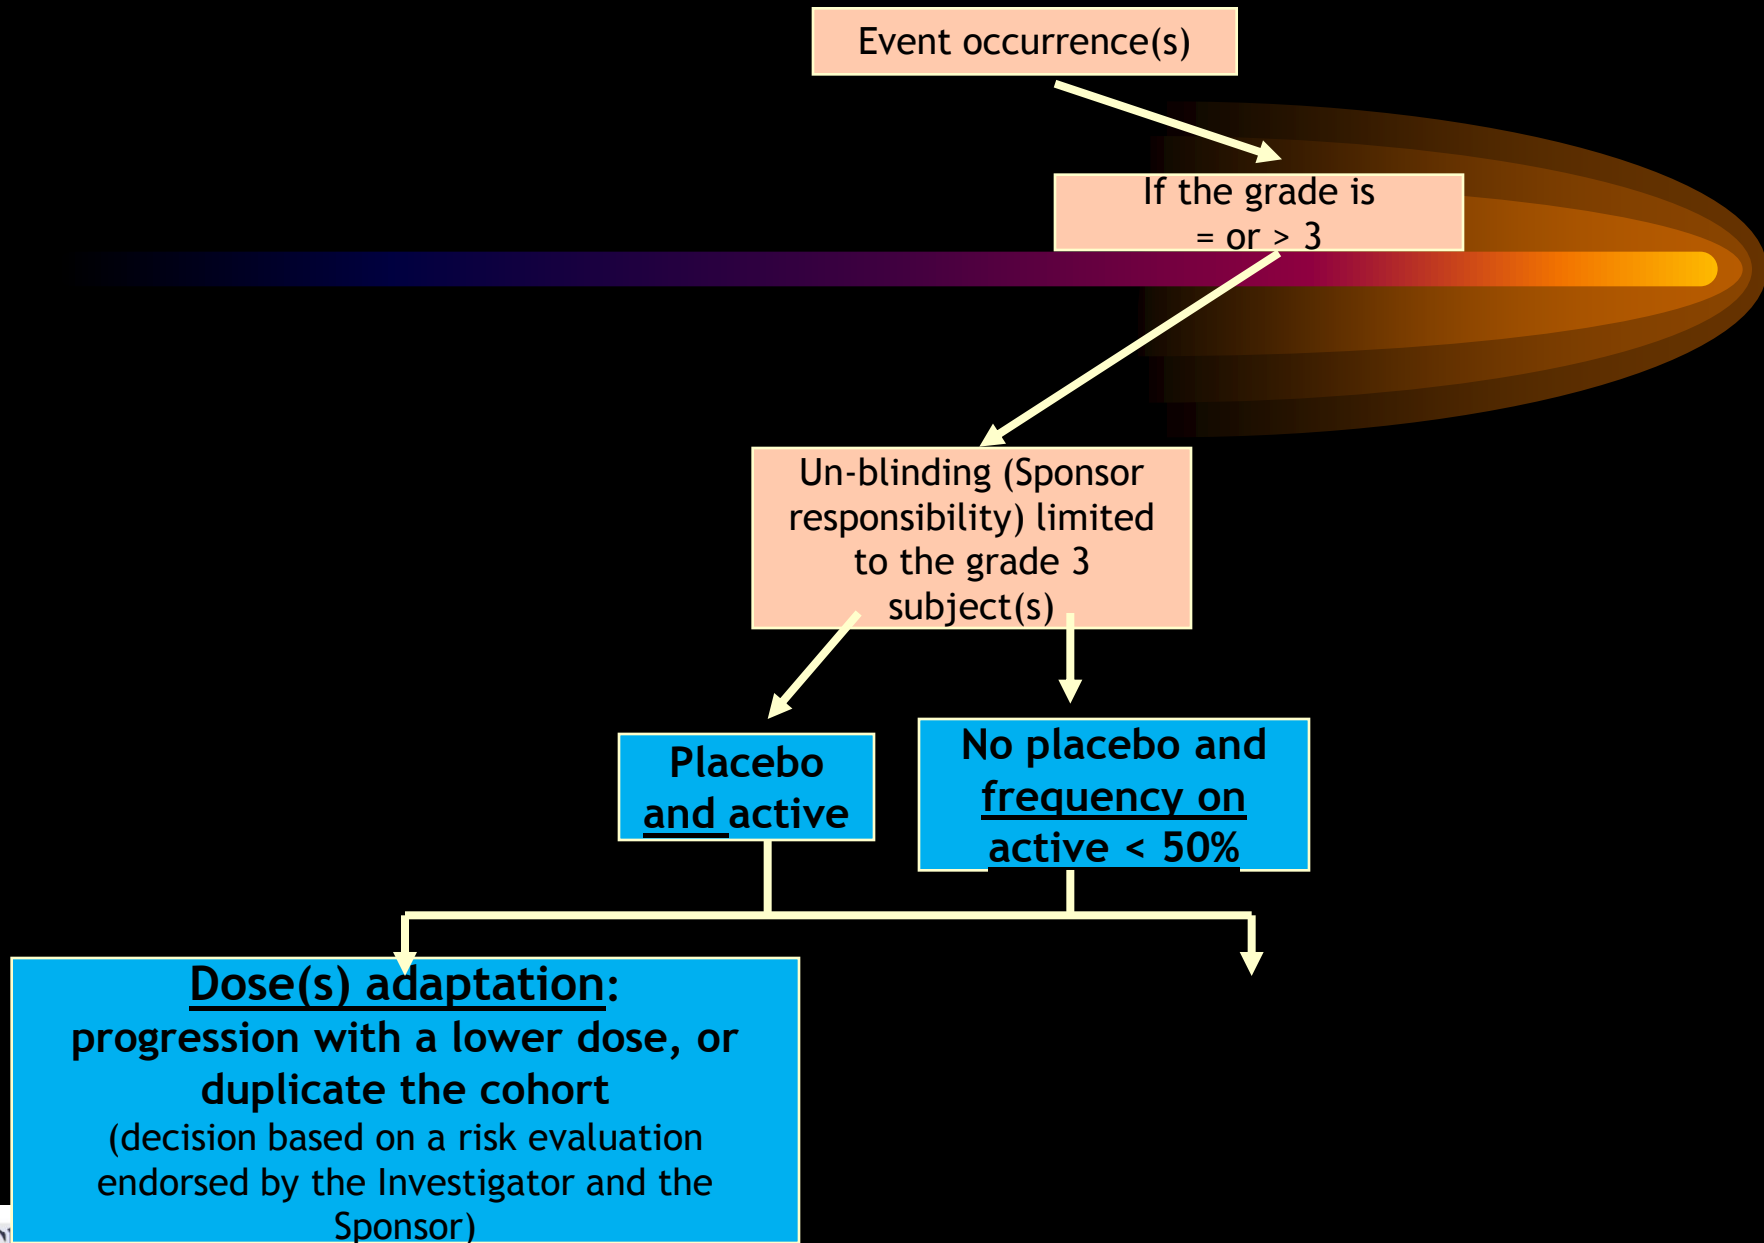 Event occurrence(s)
If the grade is
= or > 3
Un-blinding (Sponsor
responsibility) limited
to the grade 3
subject(s)
Placebo
and active
No placebo and
frequency on
active < 50%
Dose(s) adaptation:
progression with a lower dose, or
duplicate the cohort
(decision based on a risk evaluation
endorsed by the Investigator and the
Sponsor)